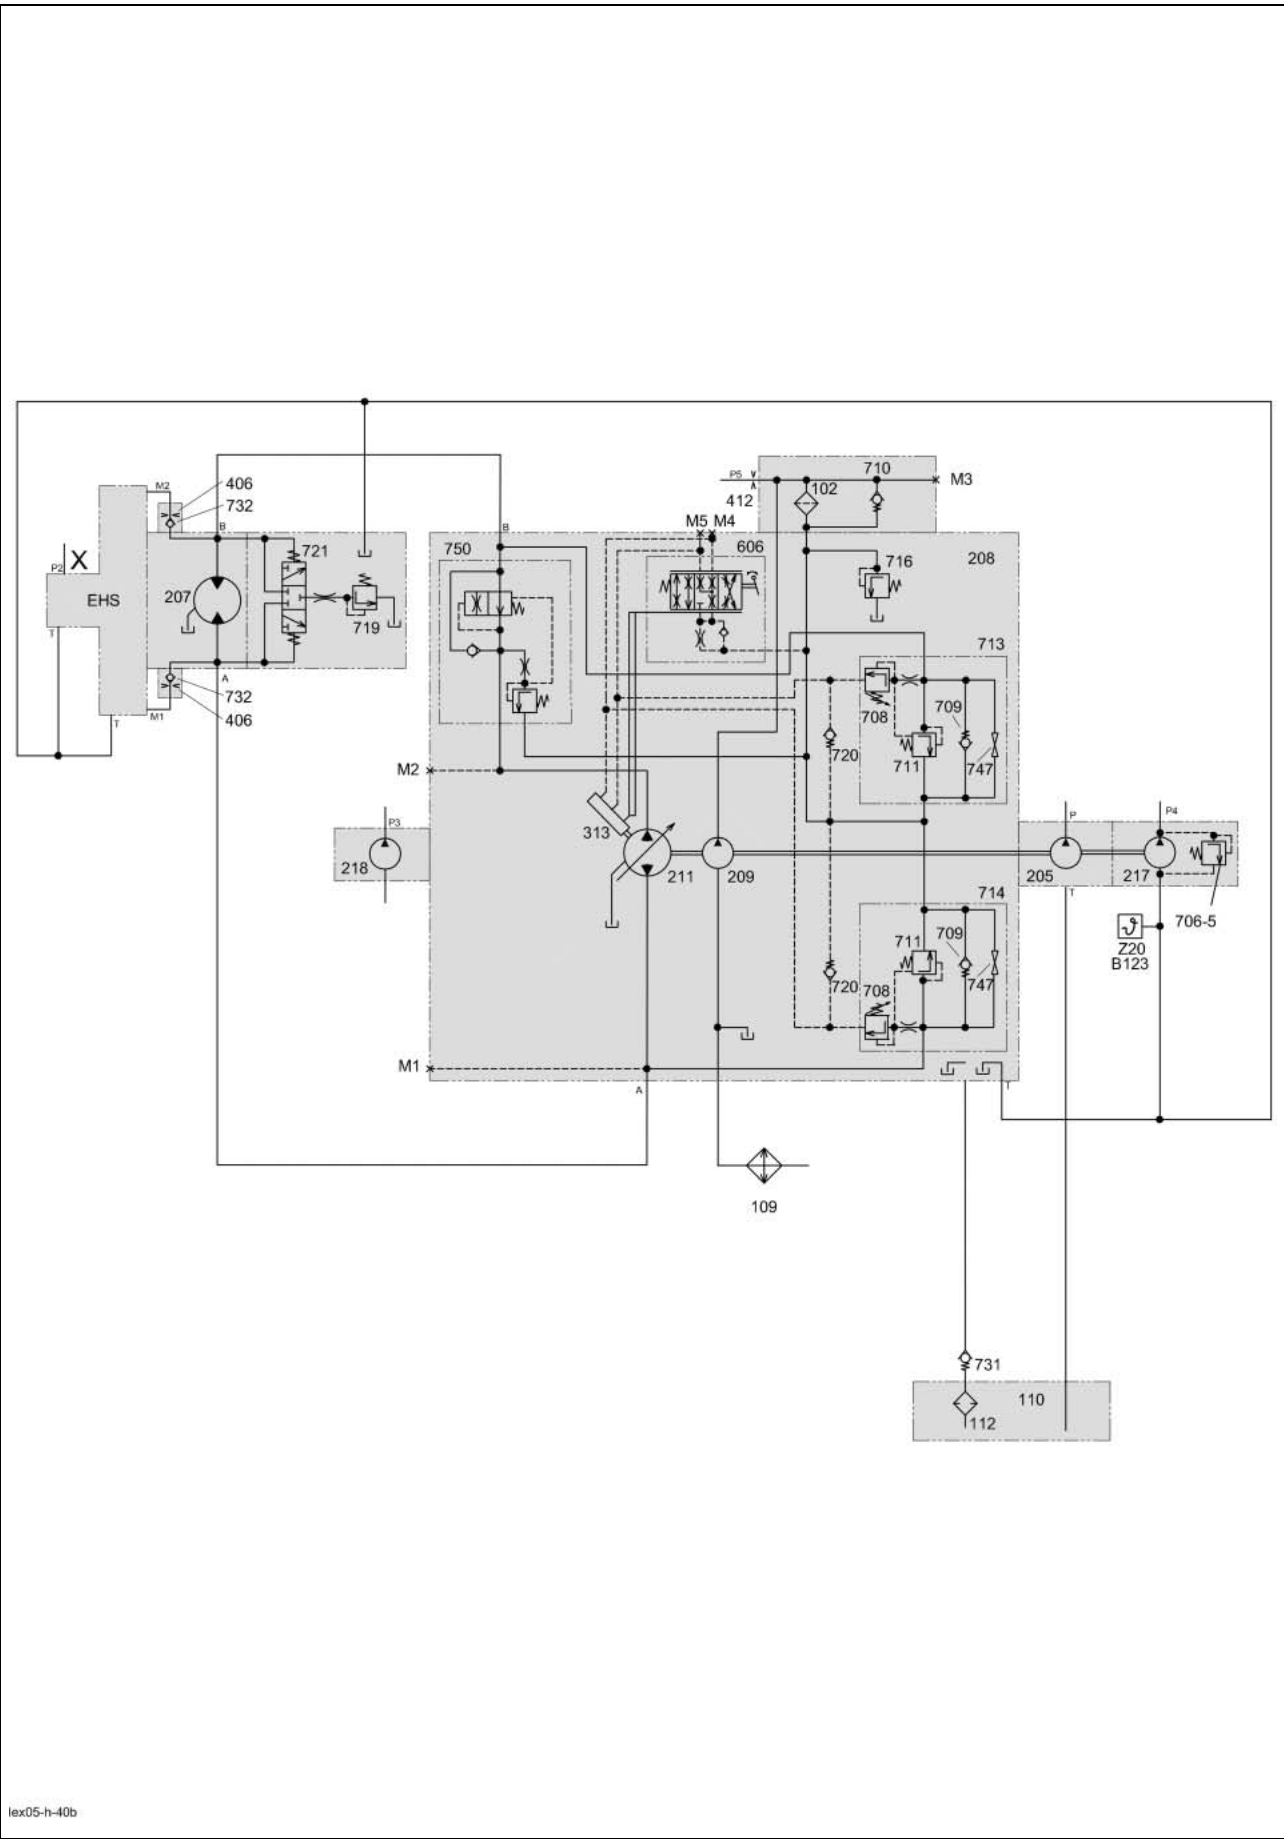 P5
710
M3
102
412
M2
406
732
B
M5 M4
B
721
750
606
208
716
P2
X
EHS
207
719
T
713
A
732
M1
406
T
709
708
720
711
747
M2
313
P3
P
P4
218
211
209
205
217
T
706-5
714
711
709
Z20
B123
720
708
747
M1
A
T
109
731
110
112
lex05-h-40b